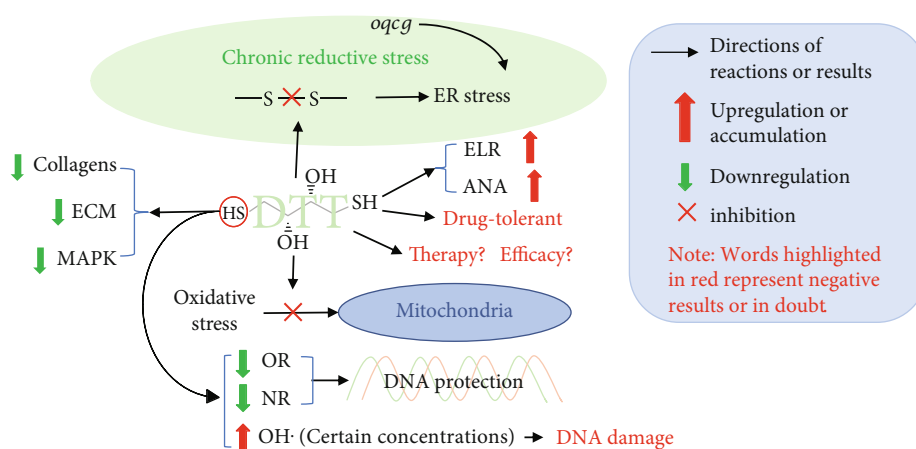 oqcg
Chronic reductive stress
S S
ER stress
Collagens
ECM
MAPK
HS
DTT
OH
SH
OH
ELR
ANA
Drug-tolerant
Therapy? Efficacy?
Oxidative
stress
Mitochondria
OR
NR
DNA protection
OH· (Certain concentrations)
DNA damage
Directions of
reactions or results
Upregulation or
accumulation
Downregulation
inhibition
Note: Words highlighted
in red represent negative
results or in doubt.